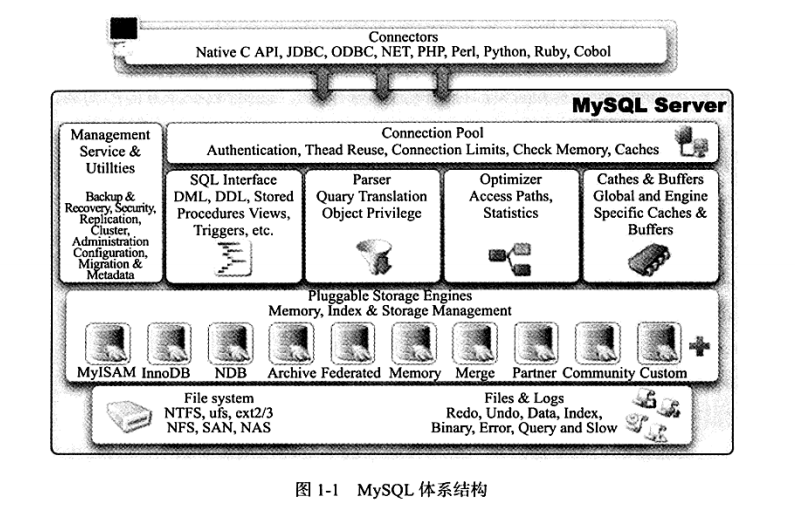 Connectors
Native C API, JDBC, ODBC, NET, PHP, Perl, Python, Ruby, Cobol
MySQL Server
Management
Service &
Utillties
Backup &
Recovery, Security,
Replication,
Cluster,
Administration
Configuration,
Migration &
Metadata
Connection Pool
Authentication, Thead Reuse, Connection Limits, Check Memory, Caches
SQL Interface
DML, DDL, Stored
Procedures Views,
Triggers, etc.
Parser
Quary Translation
Object Privilege
Optimizer
Access Paths,
Statistics
Cathes & Buffers
Global and Engine
Specific Caches &
Buffers
Pluggable Storage Engines
Memory, Index & Storage Management
MyISAM InnoDB NDB Archive Federated Memory Merge Partner Community Custom
File system
NTFS, ufs, ext2/3
NFS, SAN, NAS
Files & Logs
Redo, Undo, Data, Index,
Binary, Error, Query and Slow
图 1-1 MySQL 体系结构